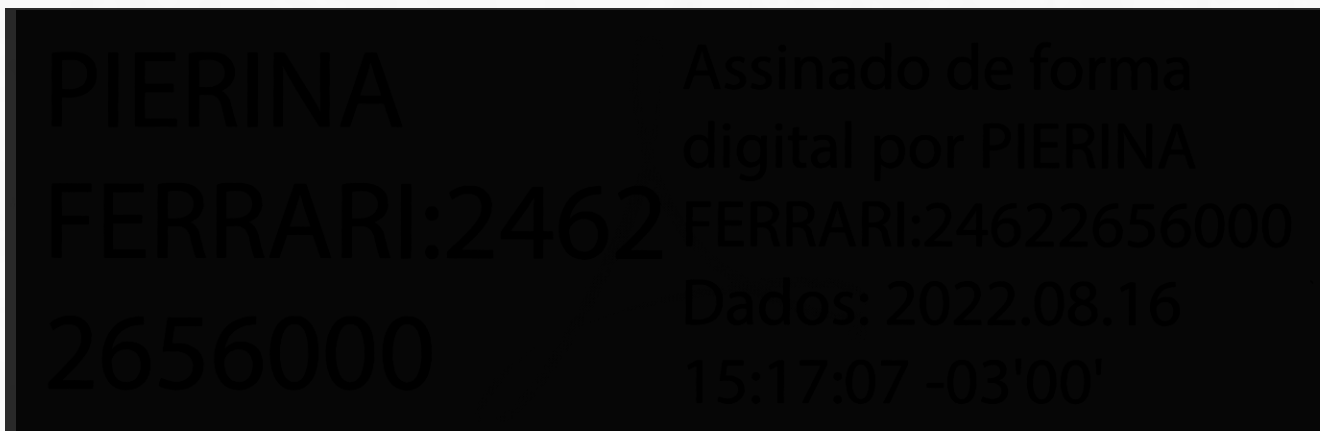 PIERINA
FERRARI:2462
2656000
Assinado de forma
digital por PIERINA
FERRARI:24622656000
Dados: 2022.08.16
15:17:07 -03'00'